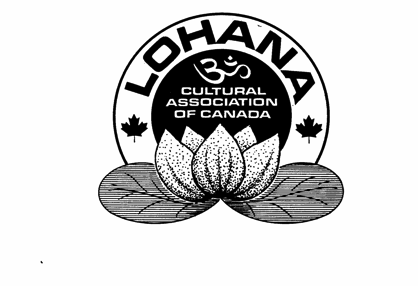 LOHANA
ૐ
CULTURAL
ASSOCIATION
OF CANADA